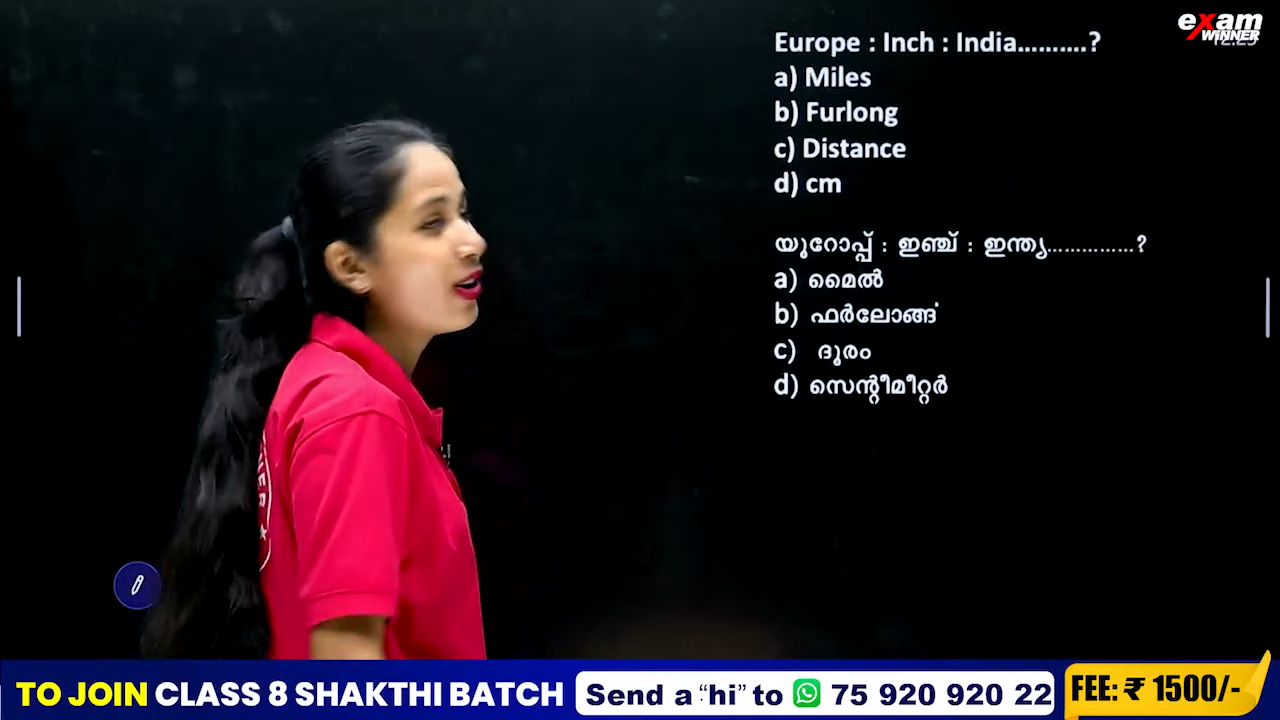 exam
WINNER
Europe : Inch : India..........?
a) Miles
b) Furlong
c) Distance
d) cm
യൂറോപ്പ് : ഇഞ്ച് : ഇന്ത്യ..............?
a) മൈൽ
b) ഫർലോങ്ങ്
c) ദൂരം
d) സെന്റീമീറ്റർ
TO JOIN CLASS 8 SHAKTHI BATCH
Send a “hi” to 75 920 920 22
FEE: ₹ 1500/-